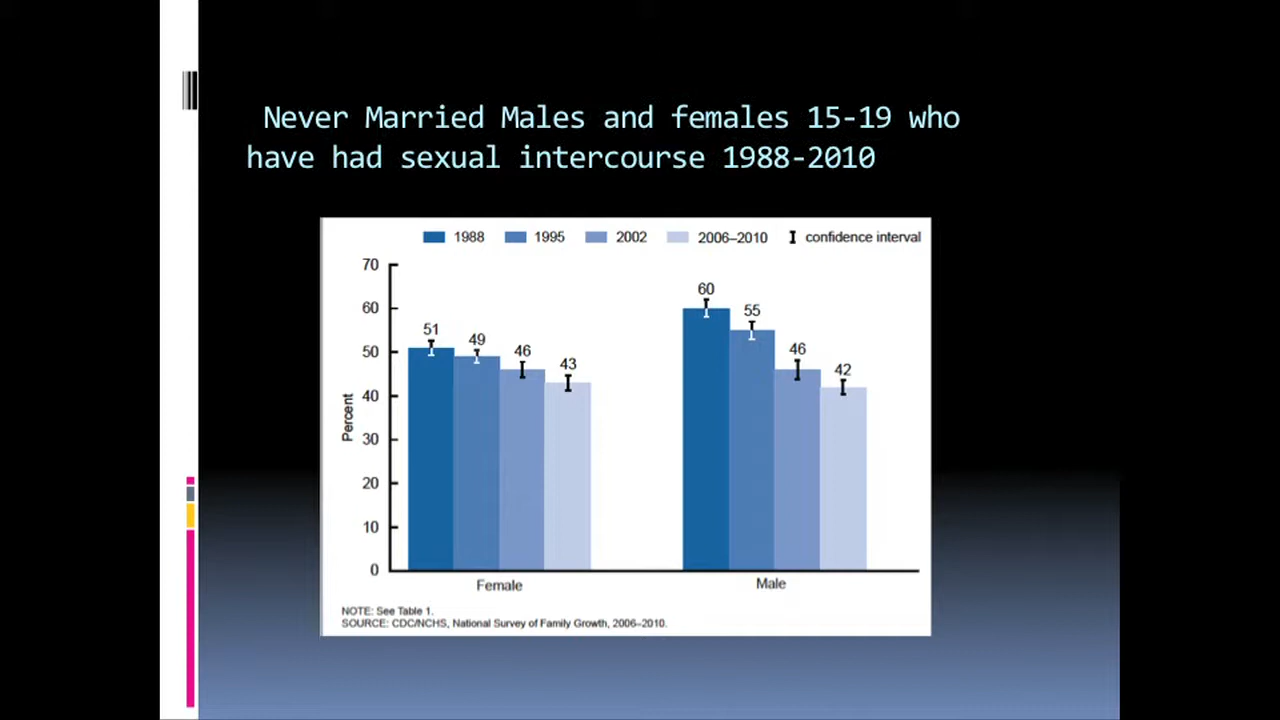 Never Married Males and females 15-19 who
have had sexual intercourse 1988-2010
1988 1995 2002 2006–2010 confidence interval
70
60
50
40
30
20
10
0
Percent
51 49 46 43
60 55 46 42
Female Male
NOTE: See Table 1.
SOURCE: CDC/NCHS, National Survey of Family Growth, 2006–2010.